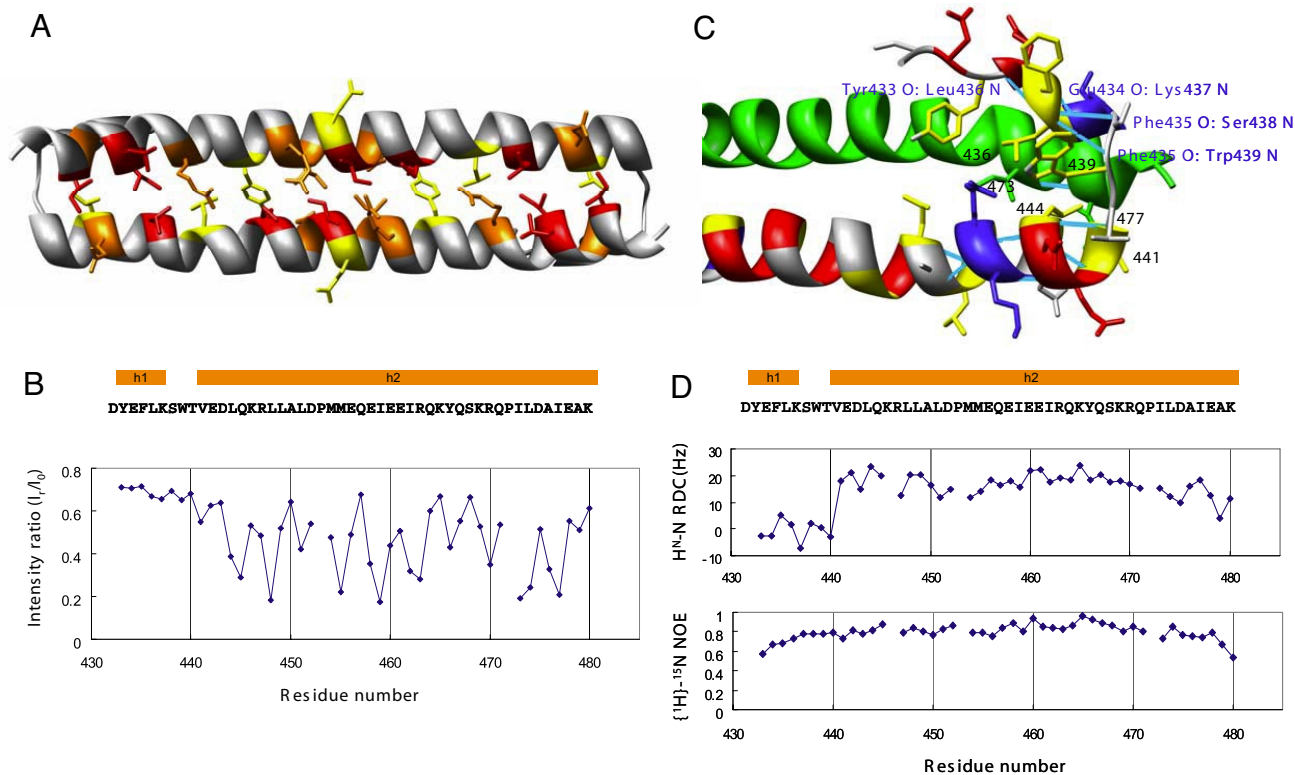 A
C
Tyr433 O: Leu436 N
Glu434 O: Lys437 N
Phe435 O: Ser438 N
Phe435 O: Trp439 N
436
439
473
444
477
441
B
h1
h2
DYEFLKSWTVEDLQKRLLALDPMMEQEIEEIRQKYQSKRQPILDAIEAK
Intensity ratio (Ir/I0)
0.8
0.6
0.4
0.2
0
430
440
450
460
470
480
Residue number
D
h1
h2
DYEFLKSWTVEDLQKRLLALDPMMEQEIEEIRQKYQSKRQPILDAIEAK
HN-N RDC(Hz)
30
20
10
0
-10
430
440
450
460
470
480
{1H}-15N NOE
1
0.8
0.6
0.4
0.2
0
430
440
450
460
470
480
Residue number